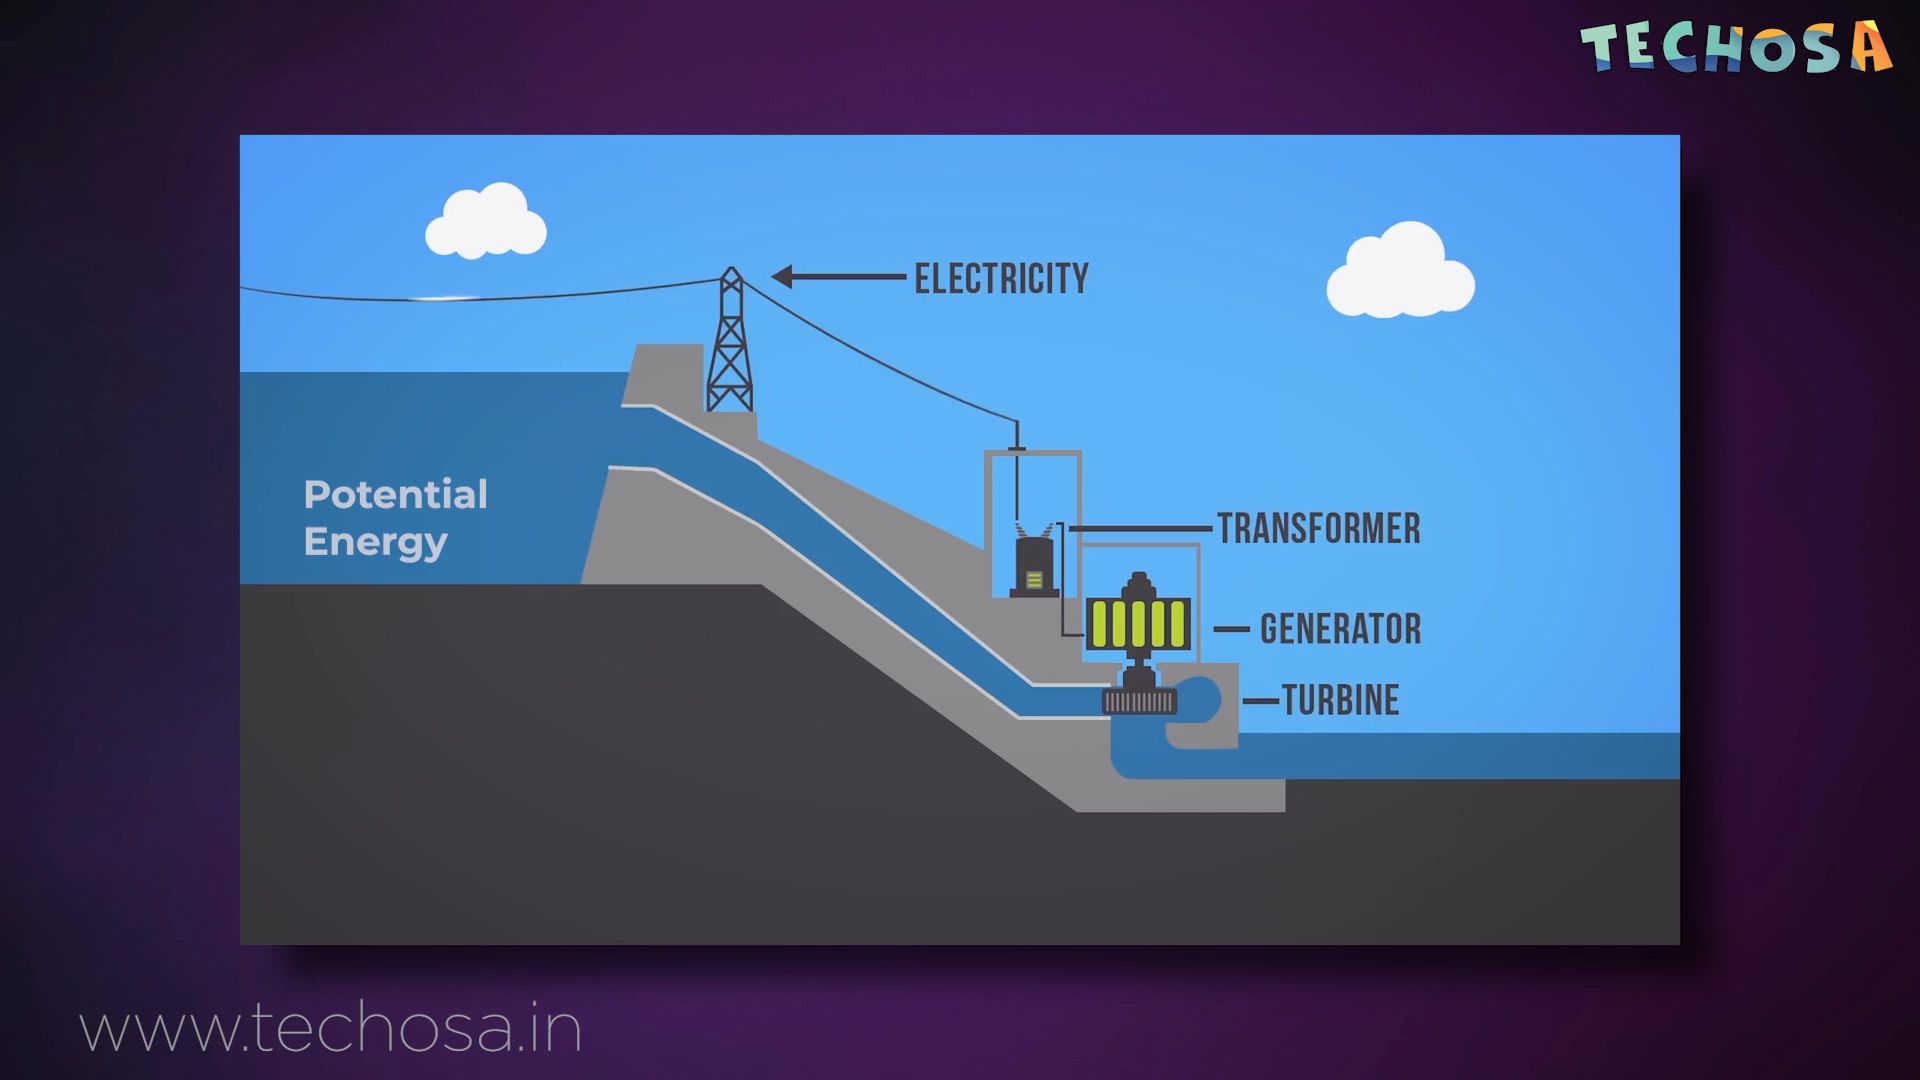 TECHOSA
ELECTRICITY
Potential
Energy
TRANSFORMER
GENERATOR
TURBINE
www.techosa.in